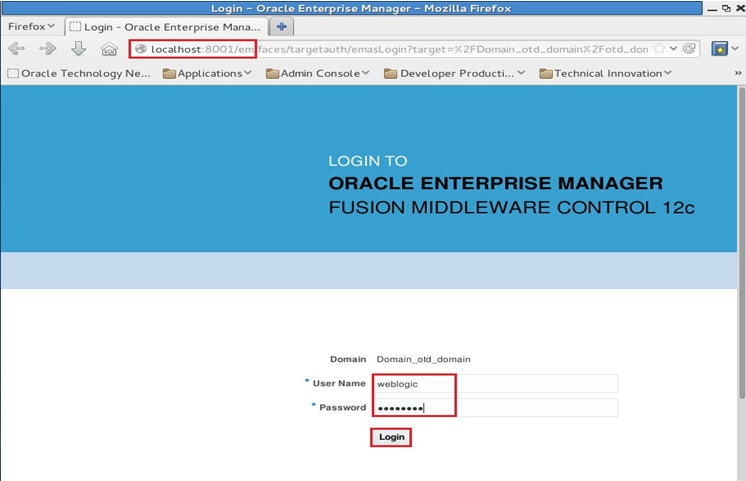 Login – Oracle Enterprise Manager – Mozilla Firefox
Firefox
Login - Oracle Enterprise Mana...
localhost:8001/em/faces/targetauth/emasLogin?target=%2FDomain_otd_domain%2Fotd_dom
Oracle Technology Ne... Applications Admin Console Developer Producti... Technical Innovation »
LOGIN TO
ORACLE ENTERPRISE MANAGER
FUSION MIDDLEWARE CONTROL 12c
Domain Domain_otd_domain
* User Name weblogic
* Password ••••••••
Login